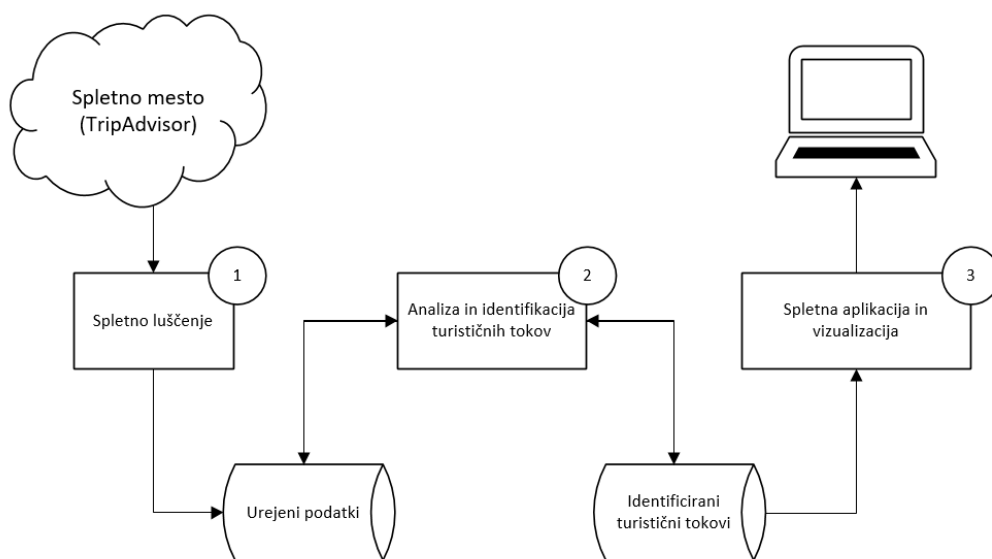 Spletno mesto
(TripAdvisor)
1
Spletno luščenje
2
Analiza in identifikacija
turističnih tokov
3
Spletna aplikacija in
vizualizacija
Urejeni podatki
Identificirani
turistični tokovi